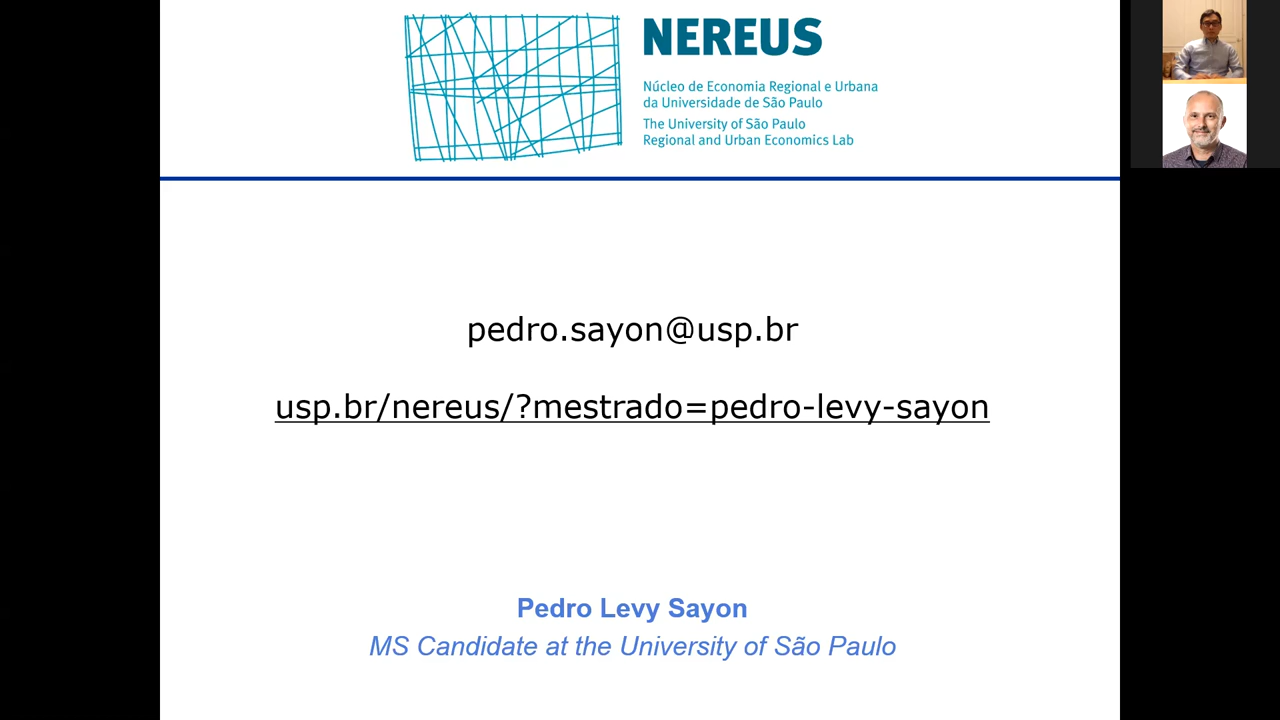 NEREUS
Núcleo de Economia Regional e Urbana
da Universidade de São Paulo
The University of São Paulo
Regional and Urban Economics Lab
pedro.sayon@usp.br
usp.br/nereus/?mestrado=pedro-levy-sayon
Pedro Levy Sayon
MS Candidate at the University of São Paulo